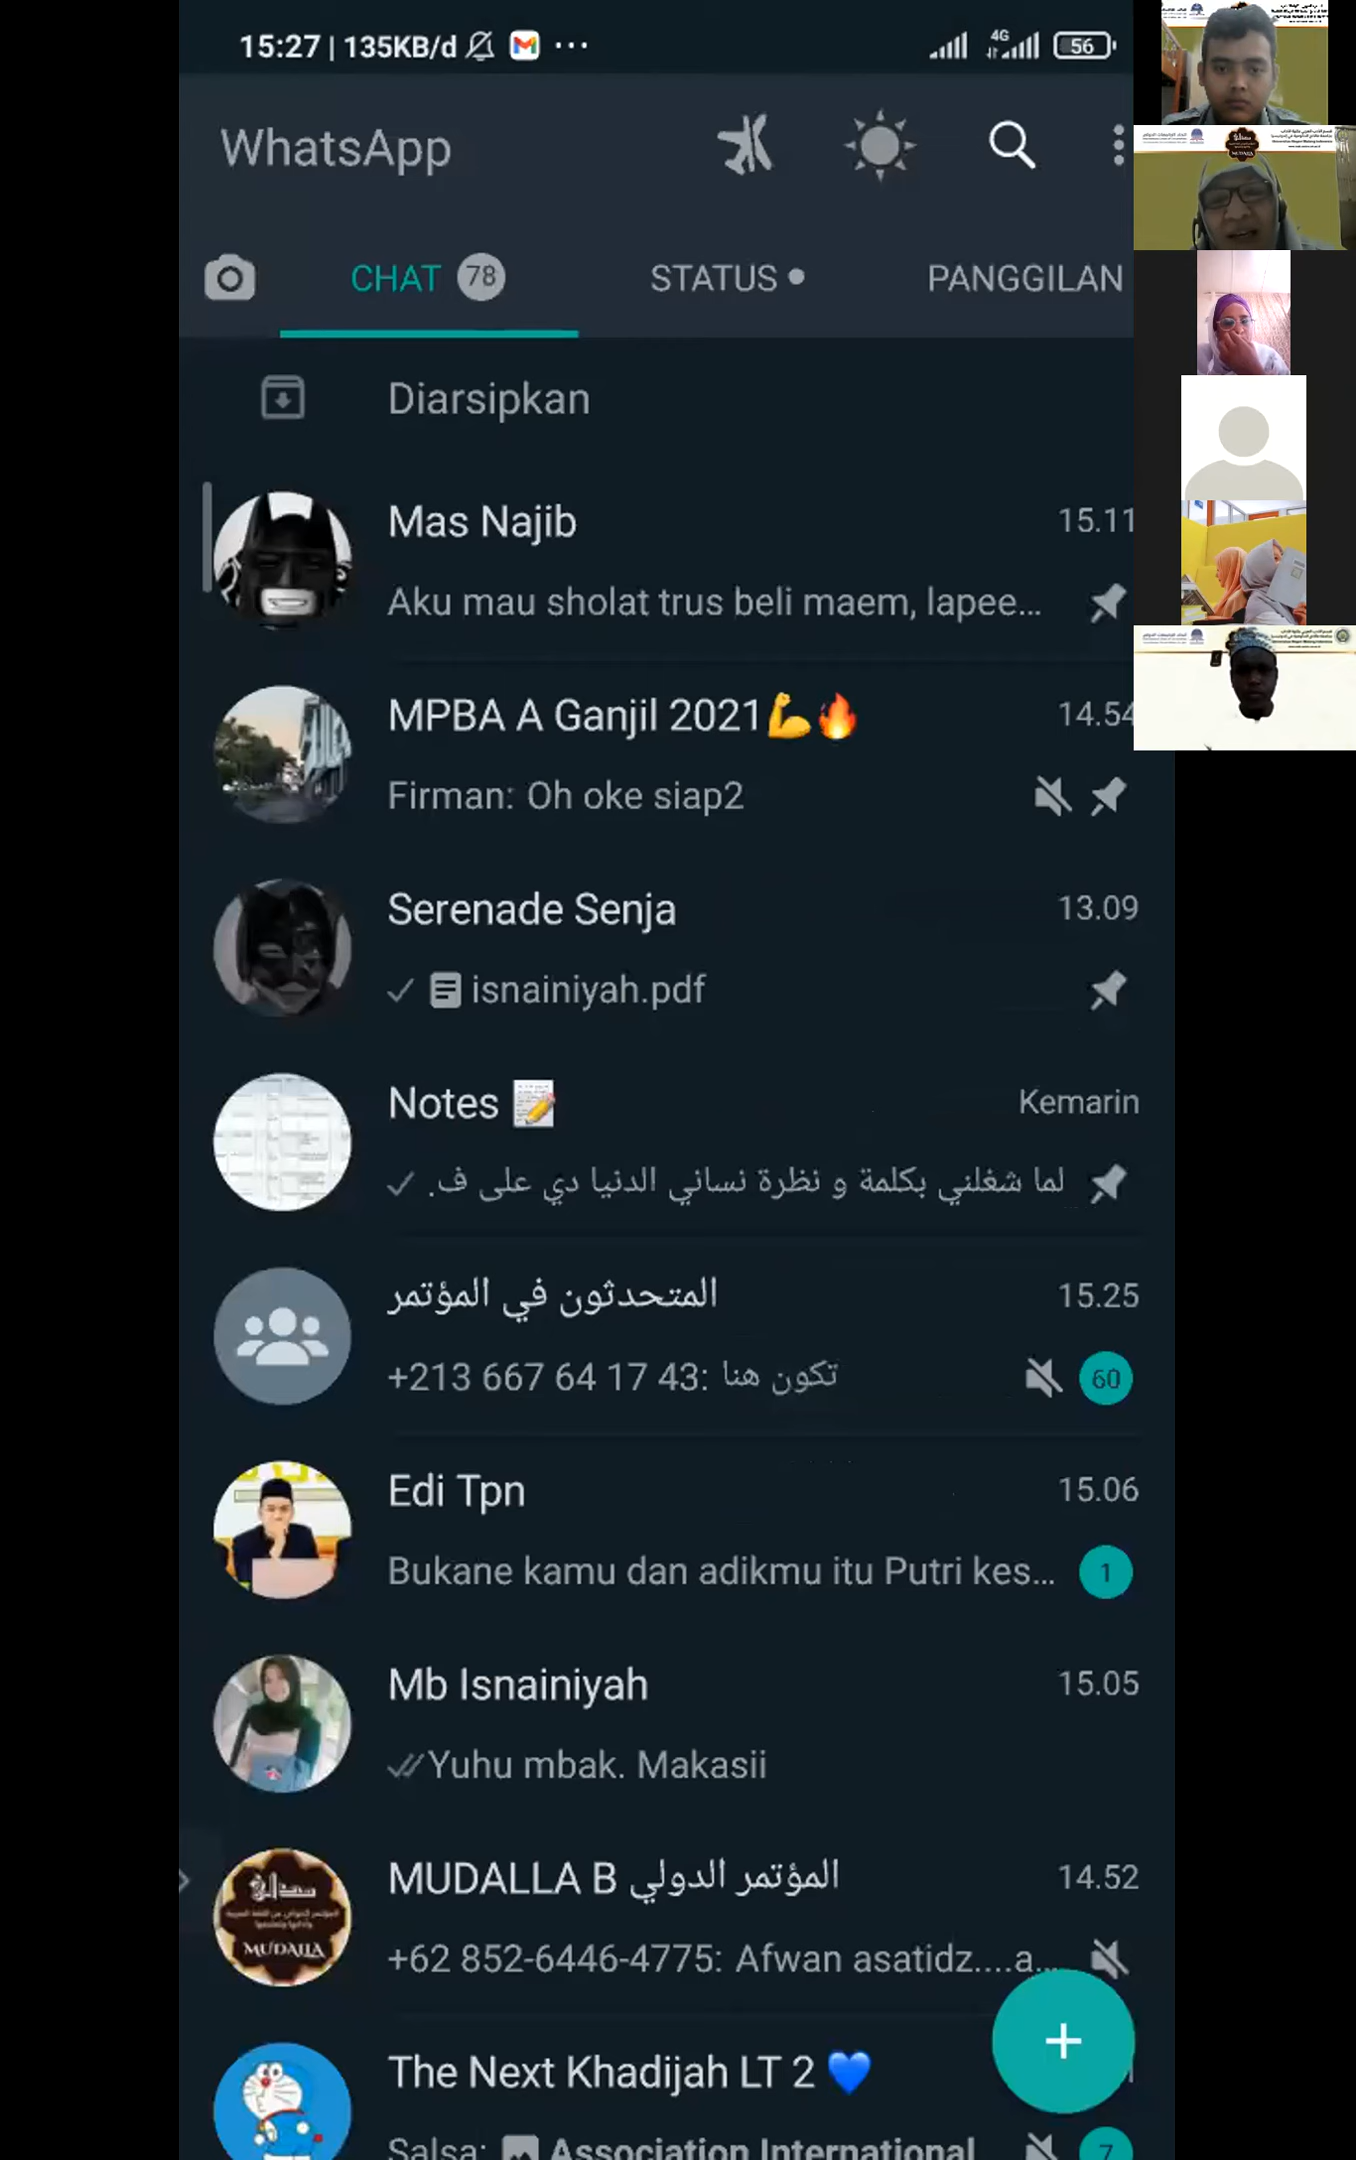 15:27 | 135KB/d ...
4G
56
WhatsApp
CHAT 78
STATUS
PANGGILAN
Diarsipkan
Mas Najib
15.11
Aku mau sholat trus beli maem, lapee...
MPBA A Ganjil 2021💪🔥
14.54
Firman: Oh oke siap2
Serenade Senja
13.09
isnainiyah.pdf
Notes 📝
Kemarin
لما شغلني بكلمة و نظرة نساني الدنيا دي على ف.
المتحدثون في المؤتمر
15.25
+213 667 64 17 43: تكون هنا
60
Edi Tpn
15.06
Bukane kamu dan adikmu itu Putri kes...
1
Mb Isnainiyah
15.05
Yuhu mbak. Makasii
MUDALLA B المؤتمر الدولي
14.52
+62 852-6446-4775: Afwan asatidz....a...
MUDALLA
The Next Khadijah LT 2 💙
Salsa: Association International
7
MUDALLA